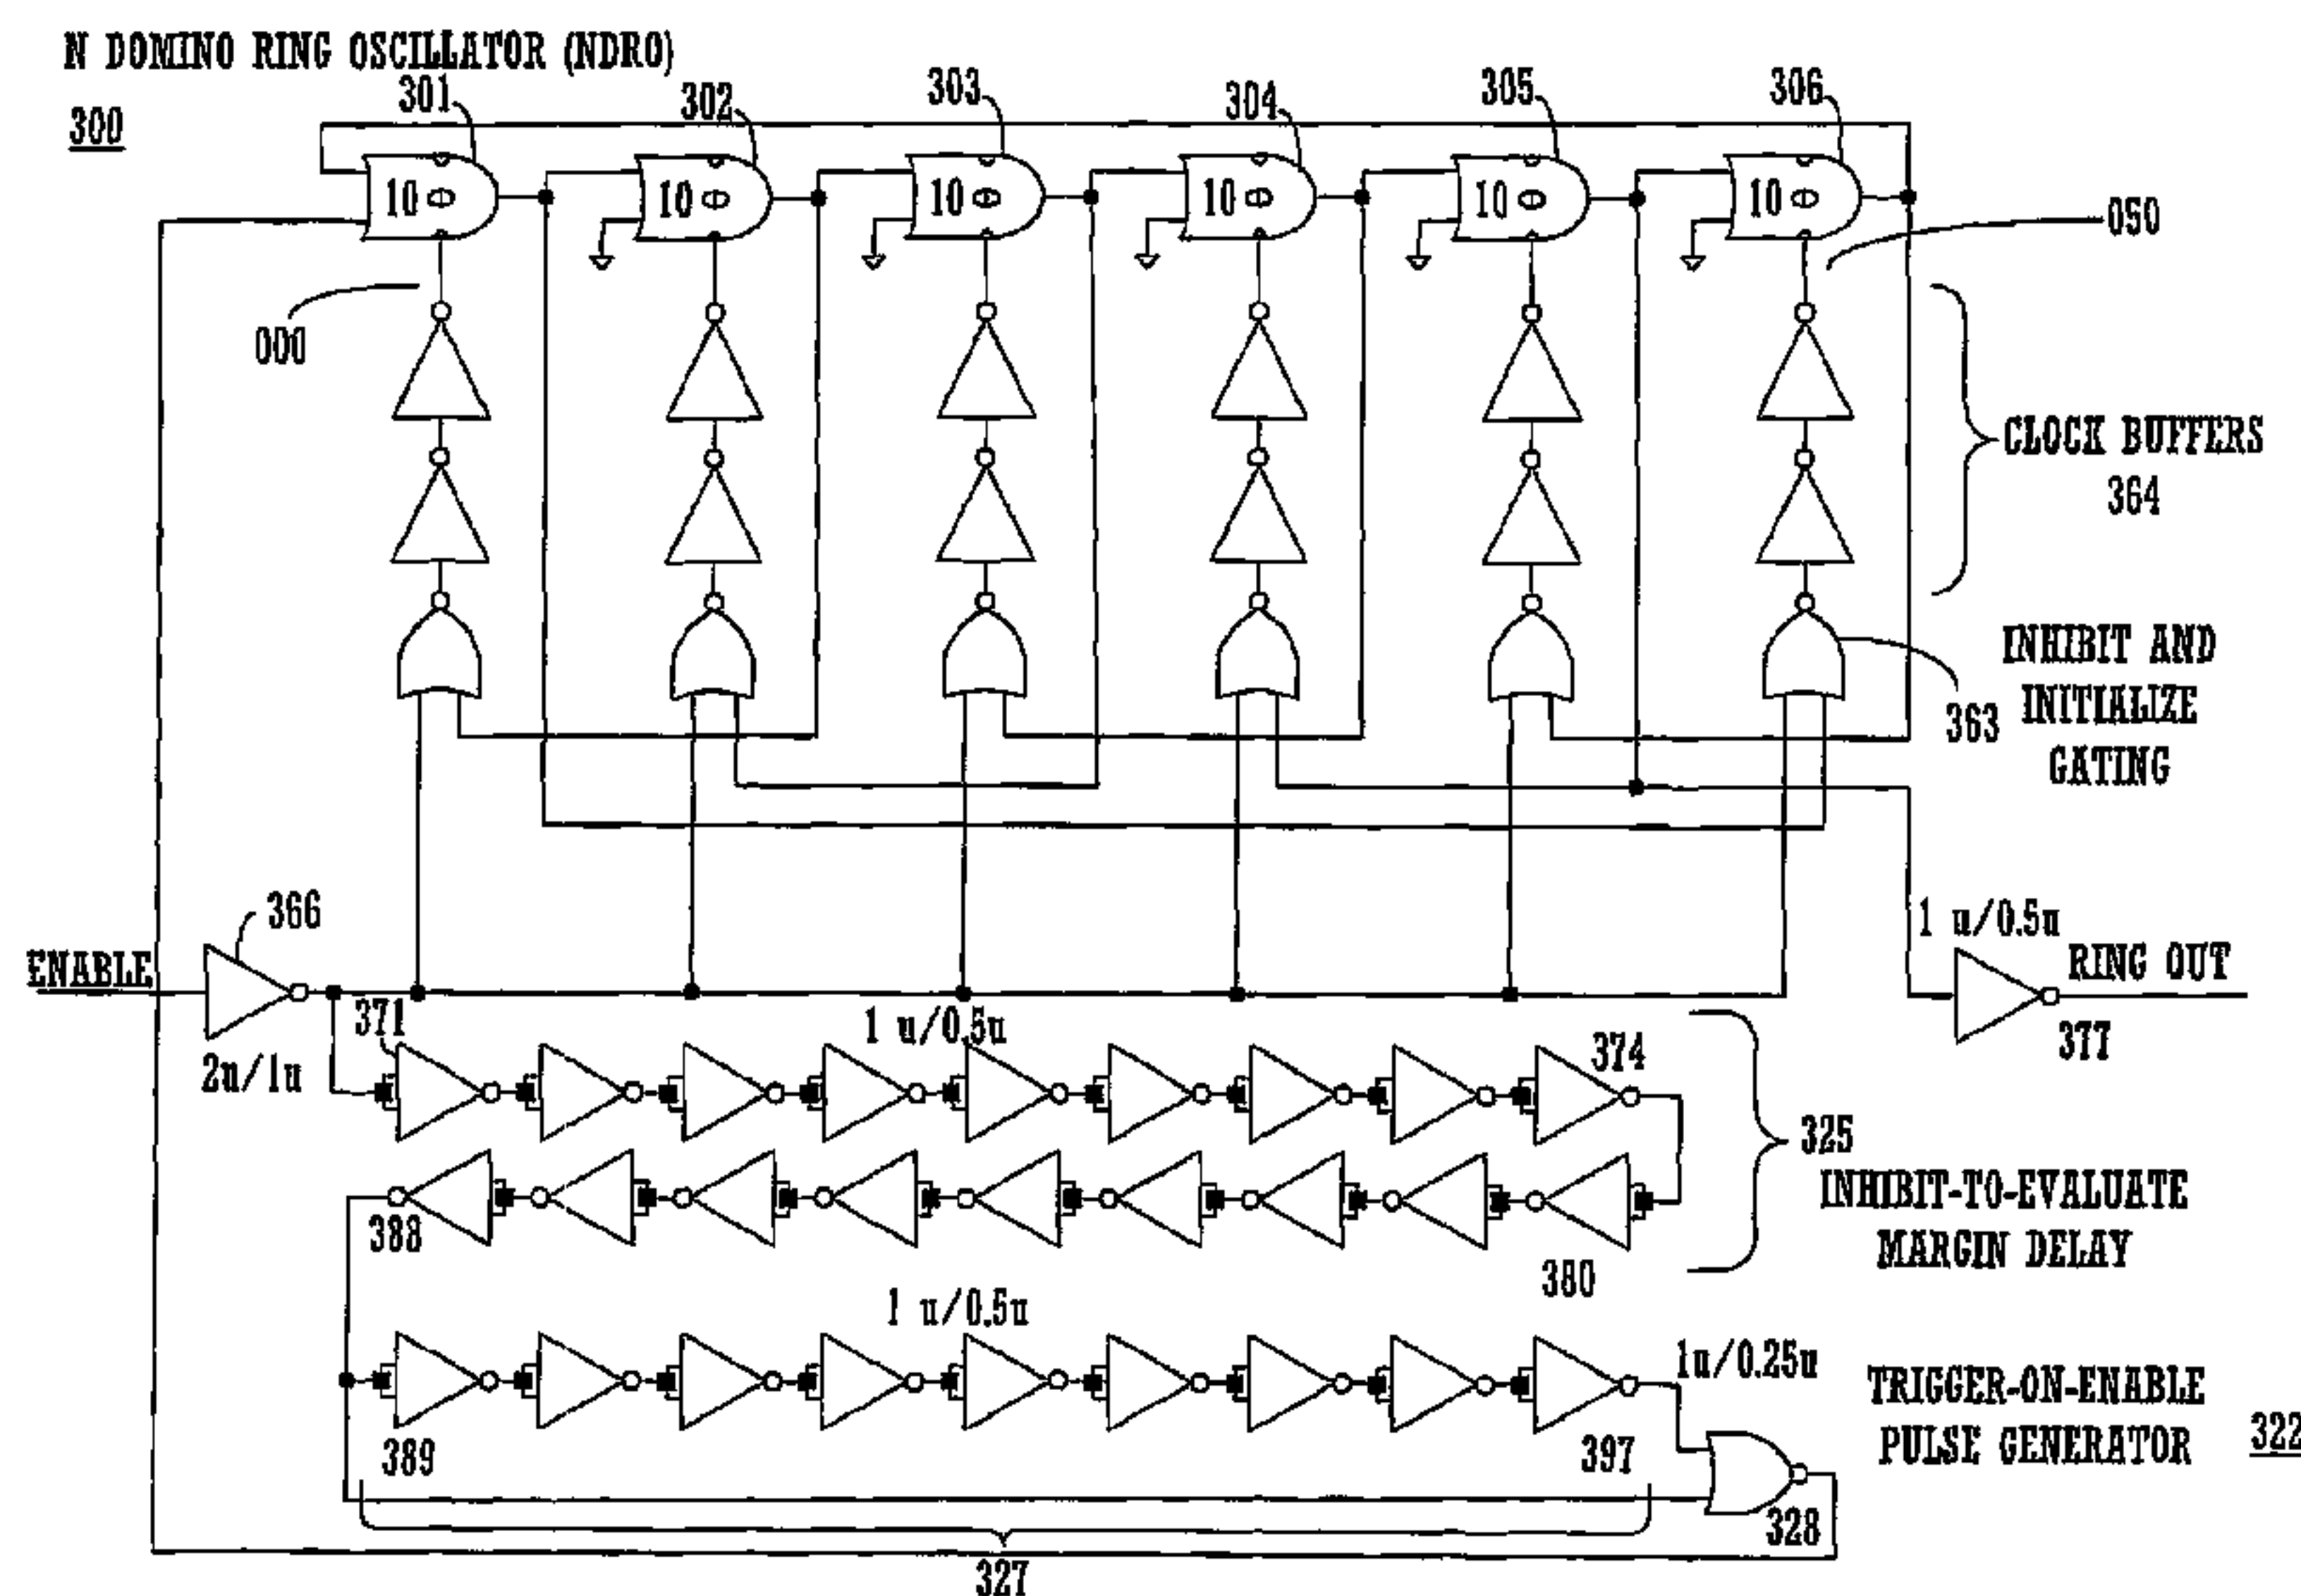 N DOMINO RING OSCILLATOR (NDRO)
300
301
302
303
304
305
306
10 Φ
10 Φ
10 Φ
10 Φ
10 Φ
10 Φ
000
050
CLOCK BUFFERS
364
INHIBIT AND
INITIALIZE
GATING
363
366
ENABLE
2u/1u
1 u/0.5u
RING OUT
377
371
1 u/0.5u
374
325
INHIBIT-TO-EVALUATE
MARGIN DELAY
388
380
1 u/0.5u
1u/0.25u
TRIGGER-ON-ENABLE
PULSE GENERATOR
322
389
397
328
327